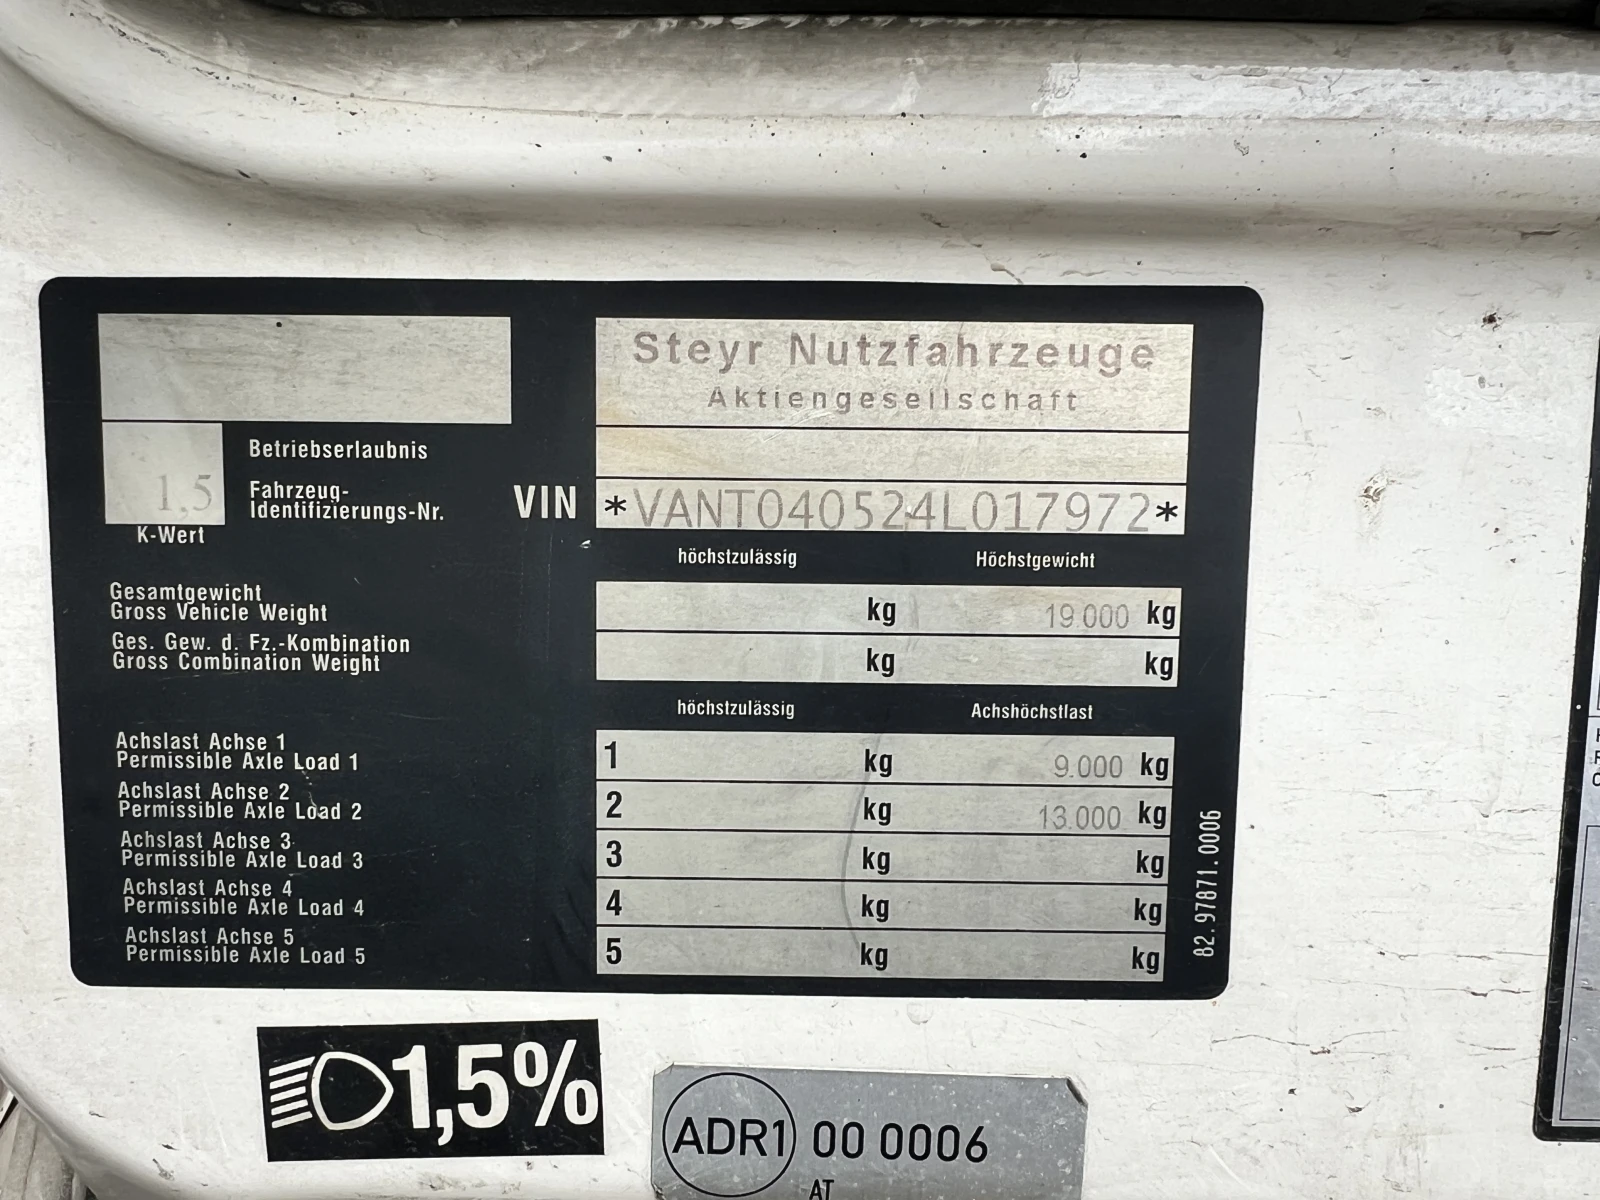 Steyr Nutzfahrzeuge
Aktiengesellschaft
Betriebserlaubnis
1,5
K-Wert
Fahrzeug-
Identifizierungs-Nr.
VIN *VANT040524L017972*
höchstzulässig Höchstgewicht
Gesamtgewicht
Gross Vehicle Weight
kg 19.000 kg
Ges. Gew. d. Fz.-Kombination
Gross Combination Weight
kg kg
höchstzulässig Achshöchstlast
Achslast Achse 1
Permissible Axle Load 1
1 kg 9.000 kg
Achslast Achse 2
Permissible Axle Load 2
2 kg 13.000 kg
Achslast Achse 3
Permissible Axle Load 3
3 kg kg
Achslast Achse 4
Permissible Axle Load 4
4 kg kg
Achslast Achse 5
Permissible Axle Load 5
5 kg kg
82.97871.0006
1,5%
ADR1 00 0006
AT